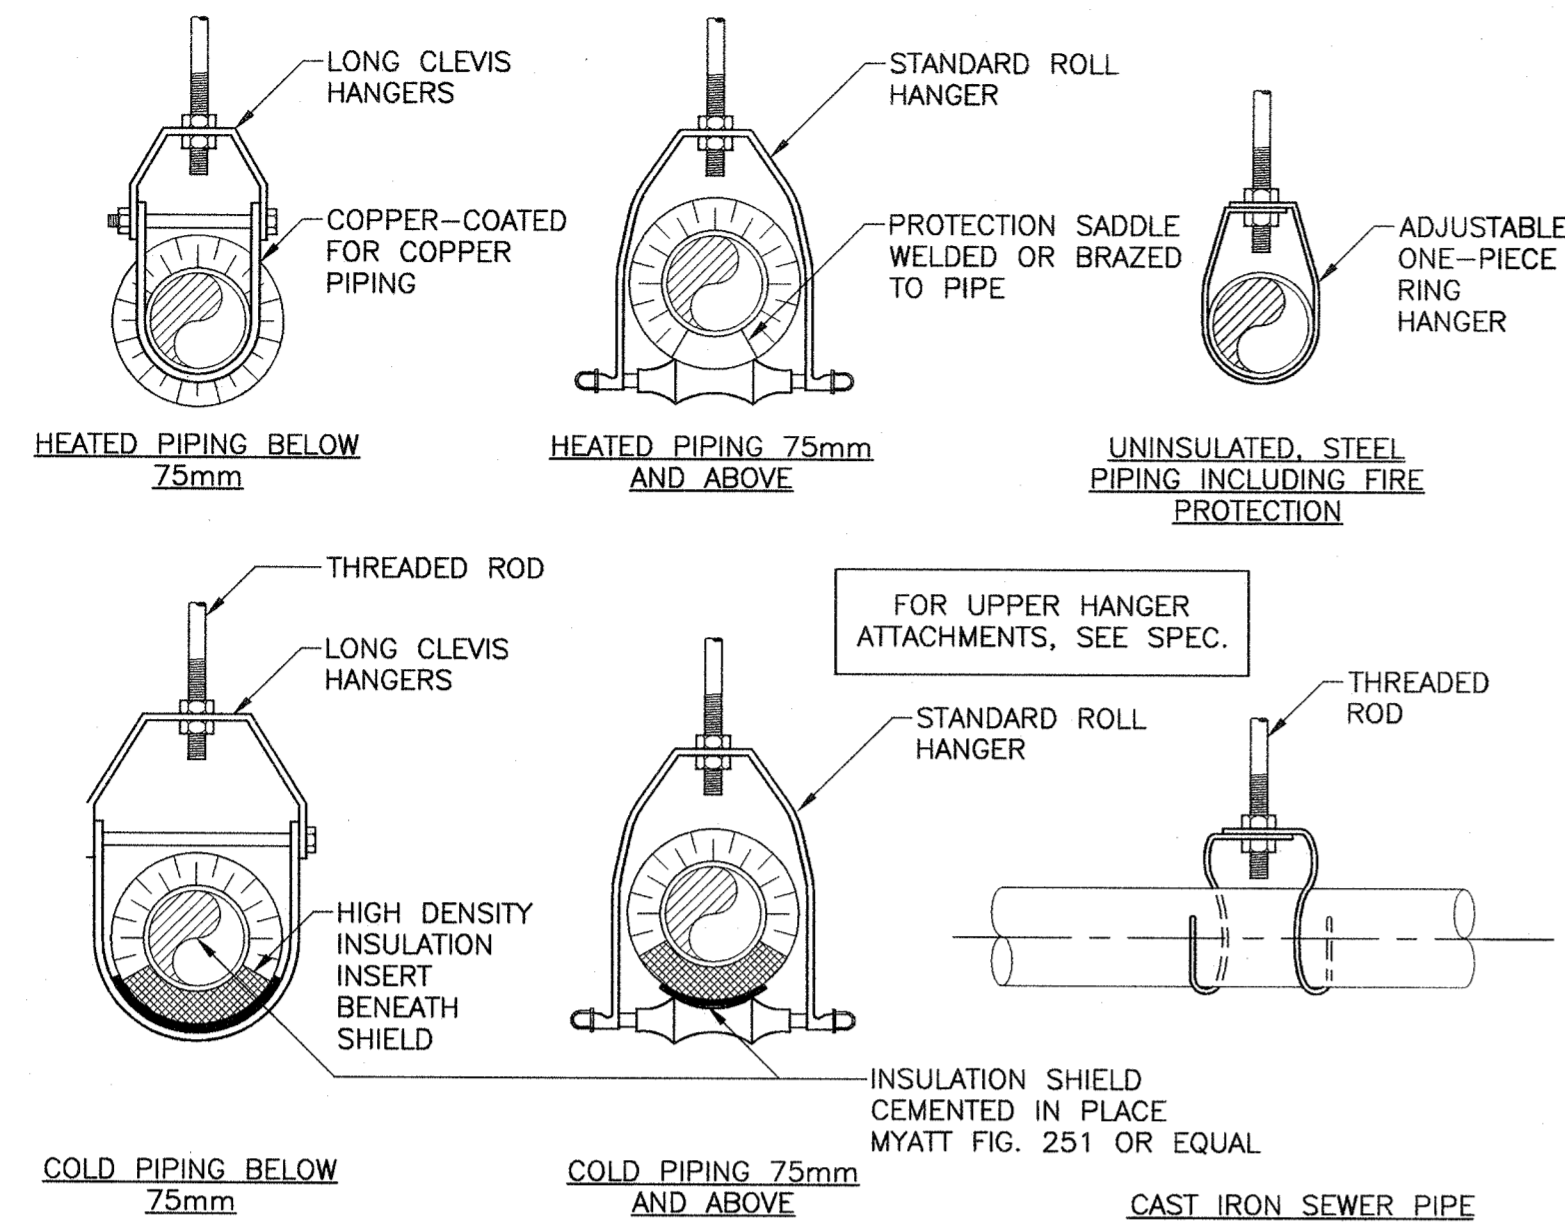 LONG CLEVIS
HANGERS
COPPER-COATED
FOR COPPER
PIPING
HEATED PIPING BELOW
75mm
STANDARD ROLL
HANGER
PROTECTION SADDLE
WELDED OR BRAZED
TO PIPE
HEATED PIPING 75mm
AND ABOVE
ADJUSTABLE
ONE-PIECE
RING
HANGER
UNINSULATED, STEEL
PIPING INCLUDING FIRE
PROTECTION
THREADED ROD
LONG CLEVIS
HANGERS
HIGH DENSITY
INSULATION
INSERT
BENEATH
SHIELD
COLD PIPING BELOW
75mm
FOR UPPER HANGER
ATTACHMENTS, SEE SPEC.
STANDARD ROLL
HANGER
INSULATION SHIELD
CEMENTED IN PLACE
MYATT FIG. 251 OR EQUAL
COLD PIPING 75mm
AND ABOVE
THREADED
ROD
CAST IRON SEWER PIPE